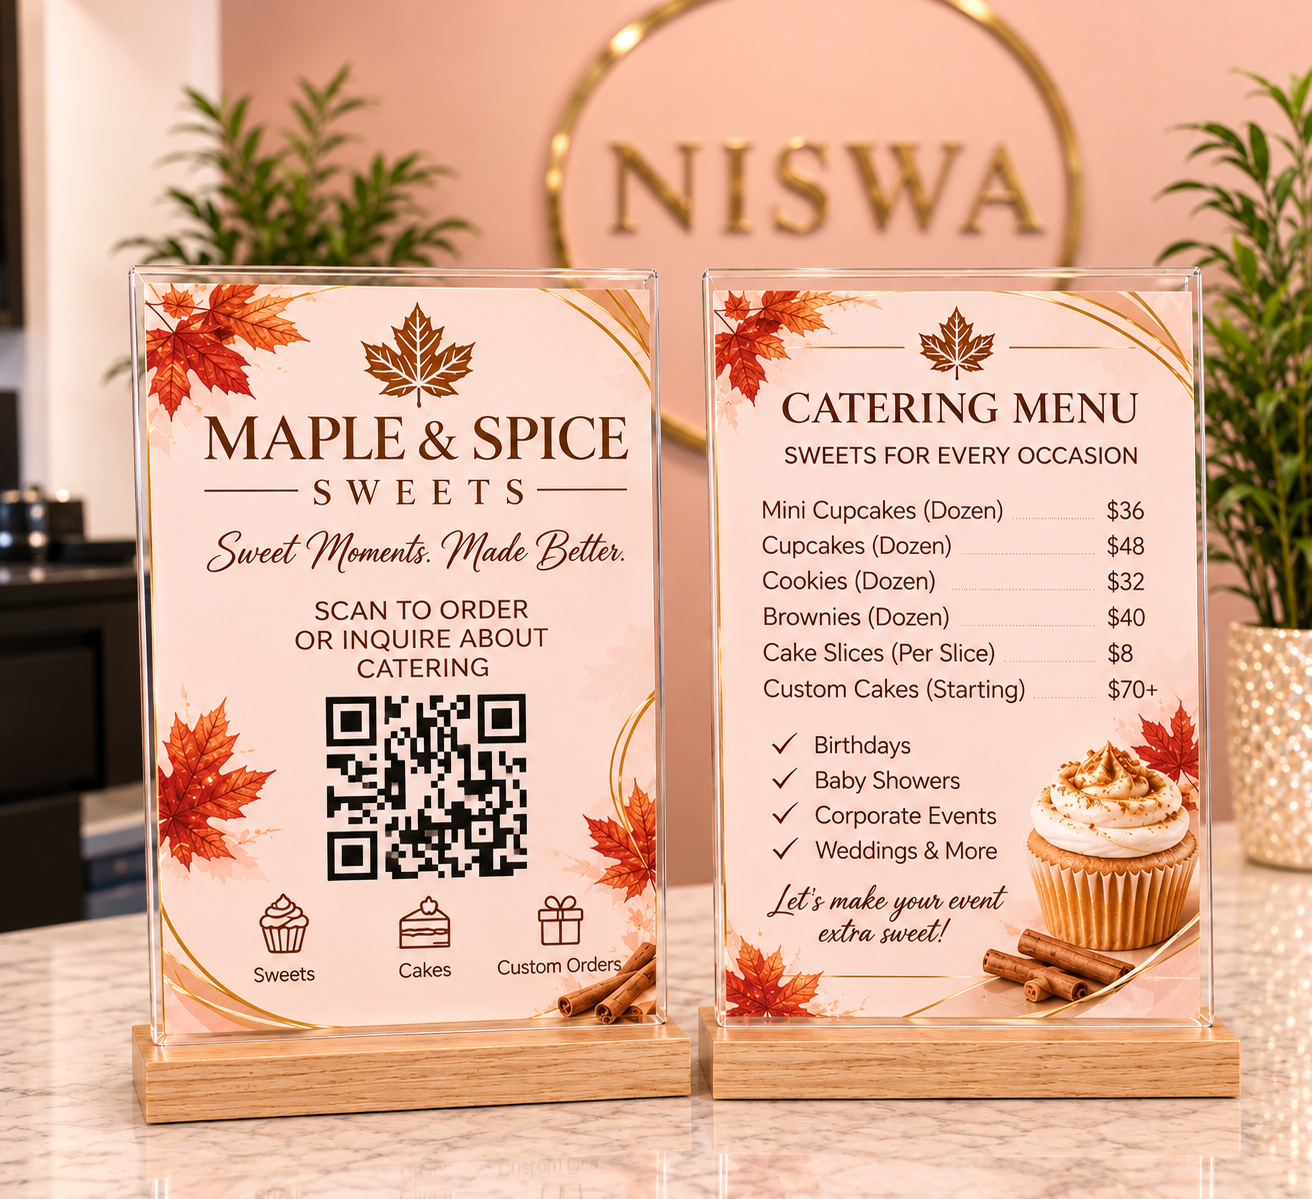 NISWA
MAPLE & SPICE
SWEETS
Sweet Moments. Made Better.
SCAN TO ORDER
OR INQUIRE ABOUT
CATERING
Sweets
Cakes
Custom Orders
CATERING MENU
SWEETS FOR EVERY OCCASION
Mini Cupcakes (Dozen) $36
Cupcakes (Dozen) $48
Cookies (Dozen) $32
Brownies (Dozen) $40
Cake Slices (Per Slice) $8
Custom Cakes (Starting) $70+
Birthdays
Baby Showers
Corporate Events
Weddings & More
Let's make your event
extra sweet!